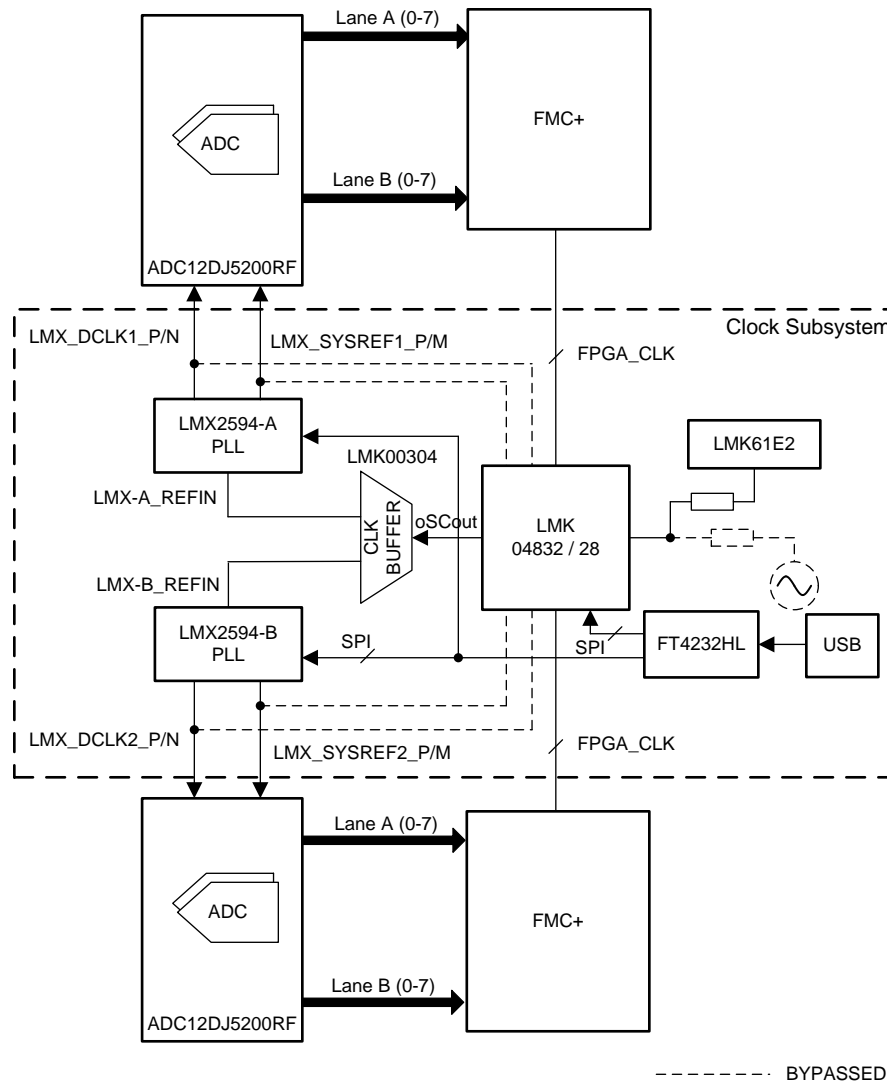 Lane A (0-7)
FMC+
ADC
Lane B (0-7)
ADC12DJ5200RF
Clock Subsystem
LMX_DCLK1_P/N
LMX_SYSREF1_P/M
FPGA_CLK
LMX2594-A
PLL
LMK00304
LMK61E2
LMX-A_REFIN
CLK
BUFFER
oSCout
LMK
04832 / 28
LMX-B_REFIN
LMX2594-B
PLL
SPI
SPI
FT4232HL
USB
LMX_DCLK2_P/N
LMX_SYSREF2_P/M
FPGA_CLK
Lane A (0-7)
ADC
FMC+
Lane B (0-7)
ADC12DJ5200RF
BYPASSED